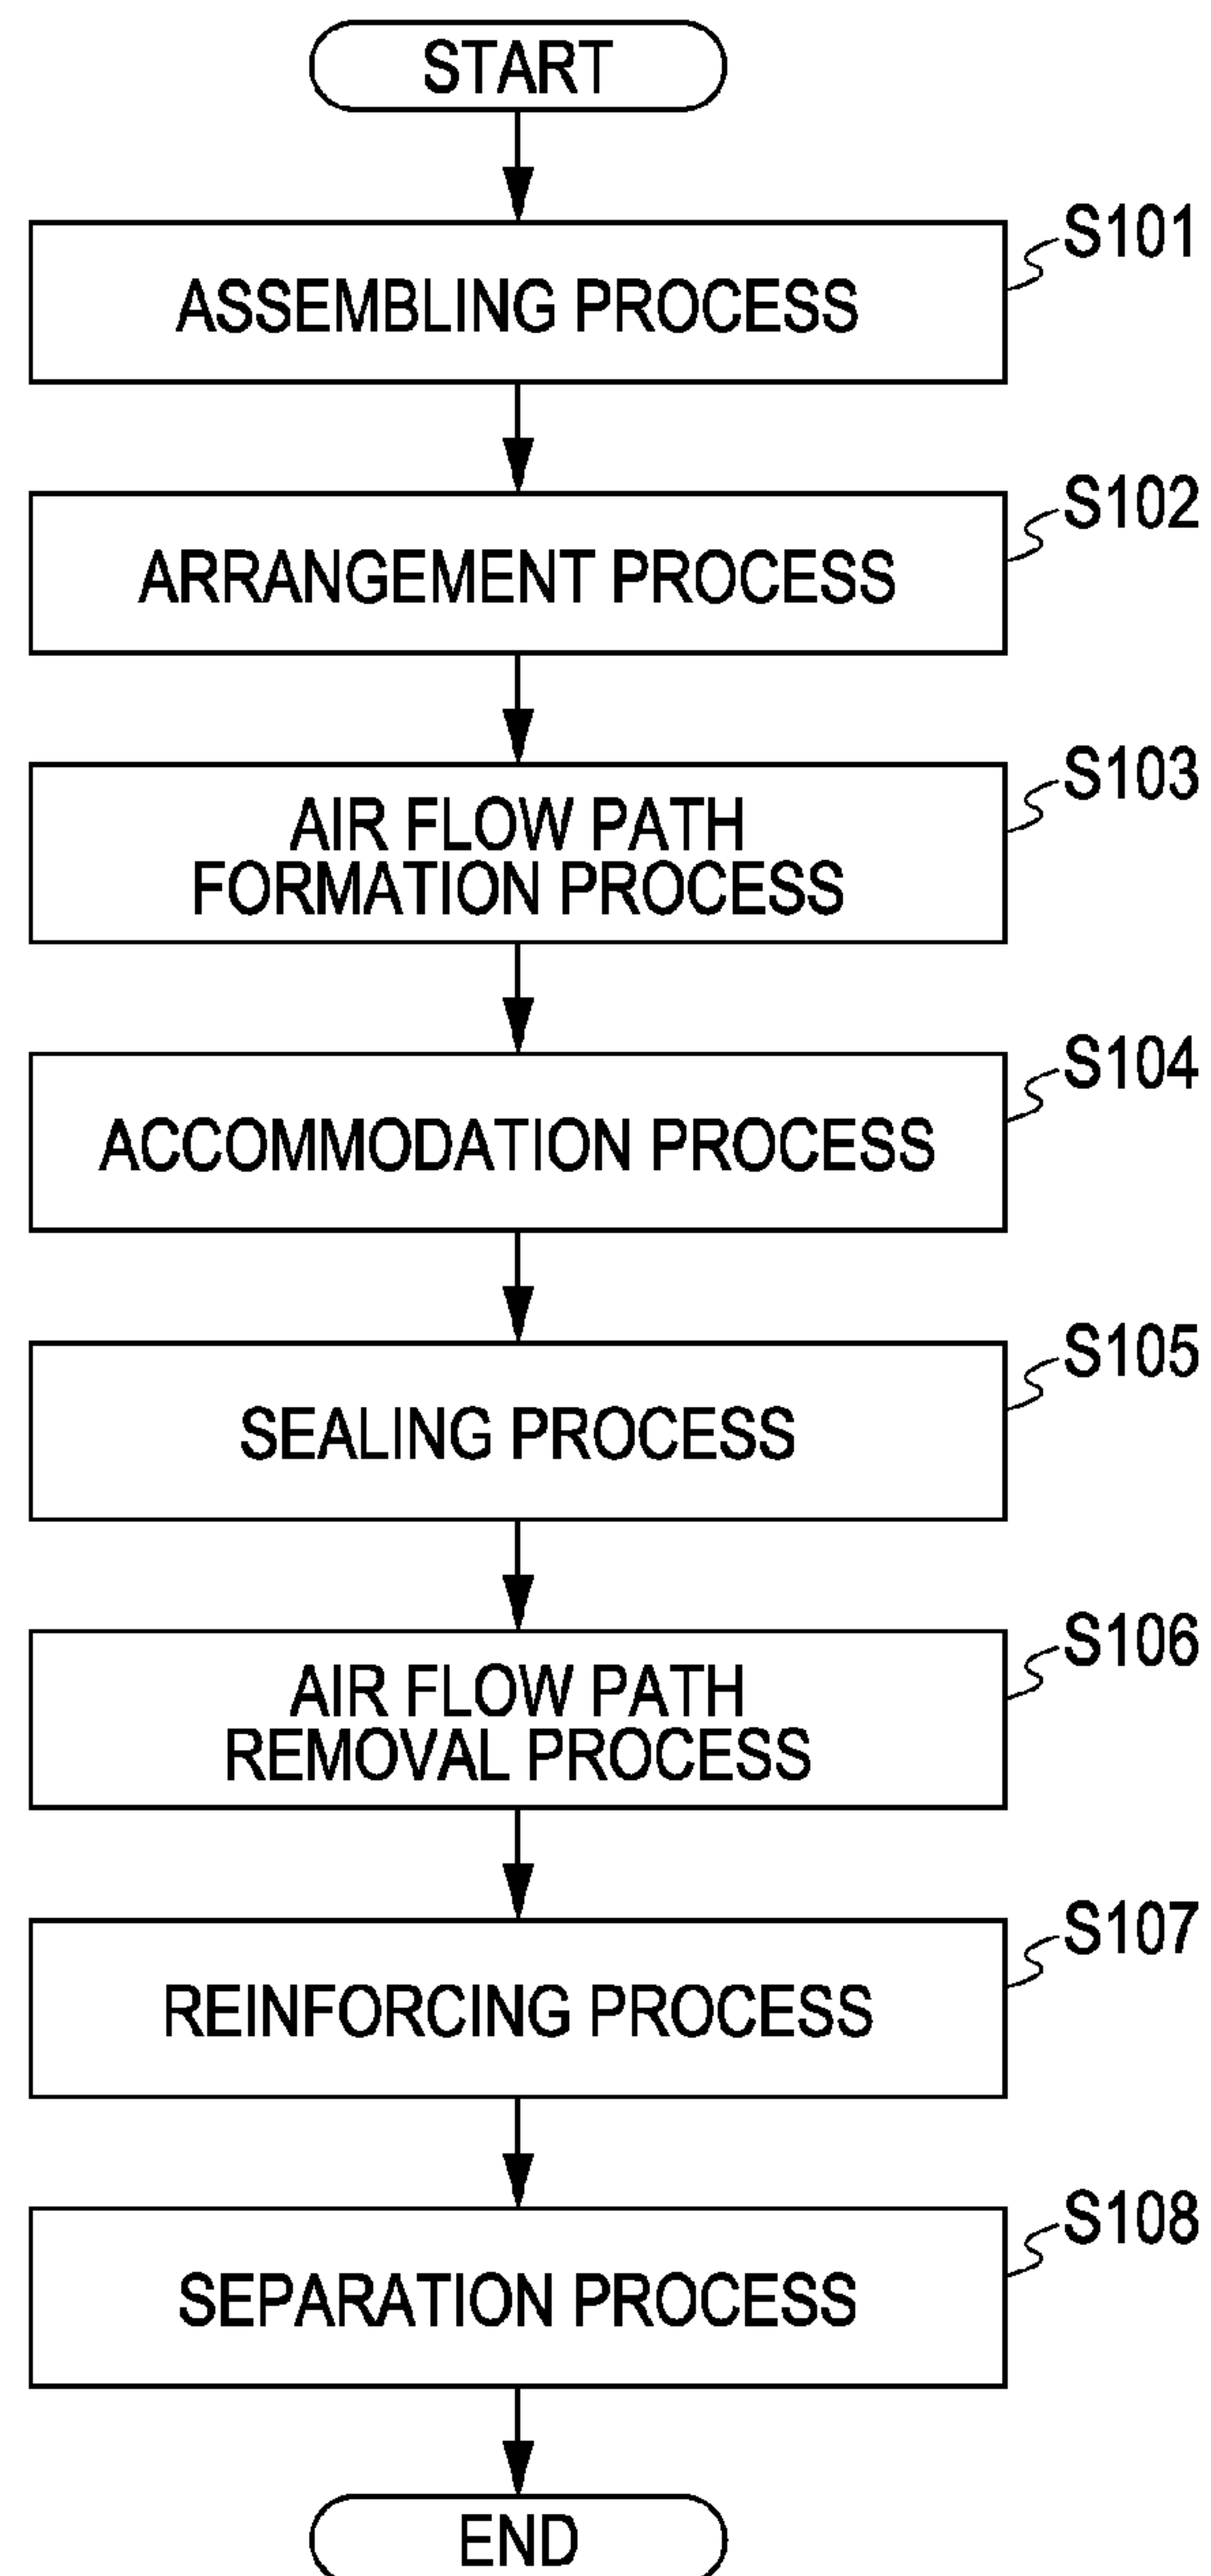 START
ASSEMBLING PROCESS
S101
ARRANGEMENT PROCESS
S102
AIR FLOW PATH
FORMATION PROCESS
S103
ACCOMMODATION PROCESS
S104
SEALING PROCESS
S105
AIR FLOW PATH
REMOVAL PROCESS
S106
REINFORCING PROCESS
S107
SEPARATION PROCESS
S108
END